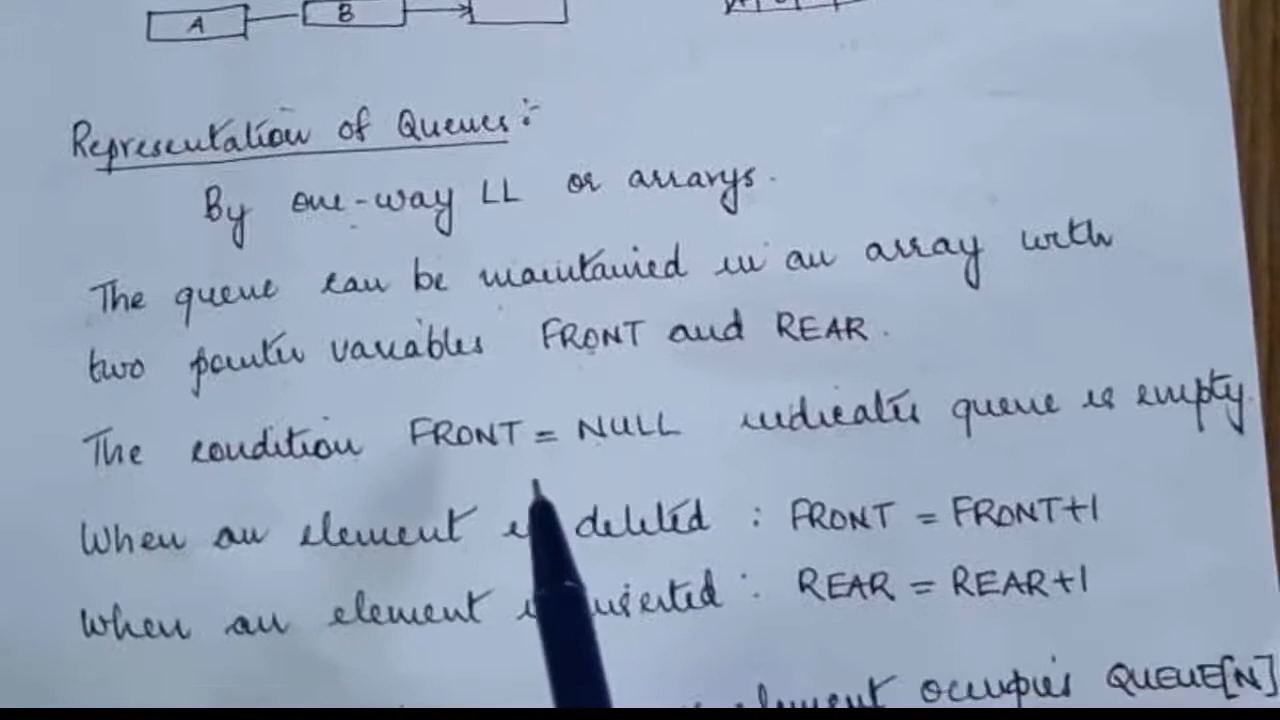 A B
Representation of Queues :-
By one-way LL or arrarys.
The queue can be maintained in an array with
two pointer variables FRONT and REAR.
The condition FRONT = NULL indicates queue is empty.
When an element is deleted : FRONT = FRONT+1
When an element inserted : REAR = REAR+1
element occupies QUEUE[N]